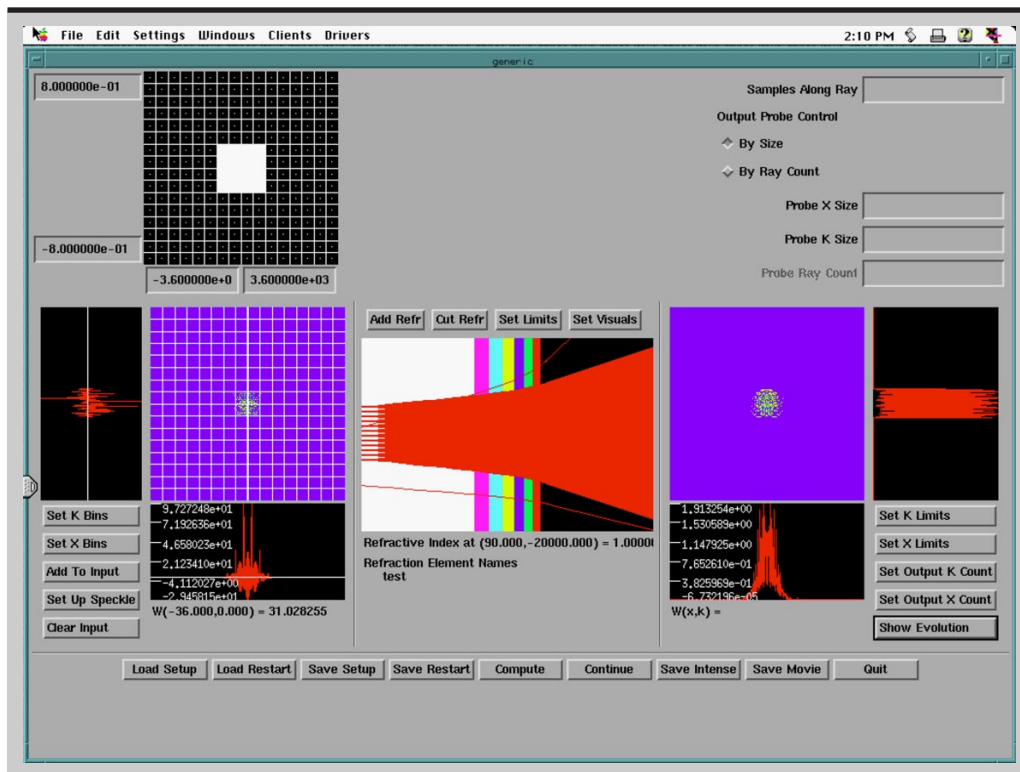 File Edit Settings Windows Clients Drivers 2:10 PM
generic
8.000000e-01
Samples Along Ray
Output Probe Control
By Size
By Ray Count
Probe X Size
-8.000000e-01
Probe K Size
-3.600000e+0 3.600000e+03
Probe Ray Count
Add Refr Cut Refr Set Limits Set Visuals
Set K Bins
Set X Bins
Add To Input
Set Up Speckle
Clear Input
9.727248e+01
7.192636e+01
4.658023e+01
2.123410e+01
-4.112027e+00
-2.945815e+01
W(-36.000,0.000) = 31.028255
Refractive Index at (90.000,-20000.000) = 1.0000
Refraction Element Names
test
1.913254e+00
1.530589e+00
1.147925e+00
7.652610e-01
3.825969e-01
-6.732196e-05
W(x,k) =
Set K Limits
Set X Limits
Set Output K Count
Set Output X Count
Show Evolution
Load Setup Load Restart Save Setup Save Restart Compute Continue Save Intense Save Movie Quit